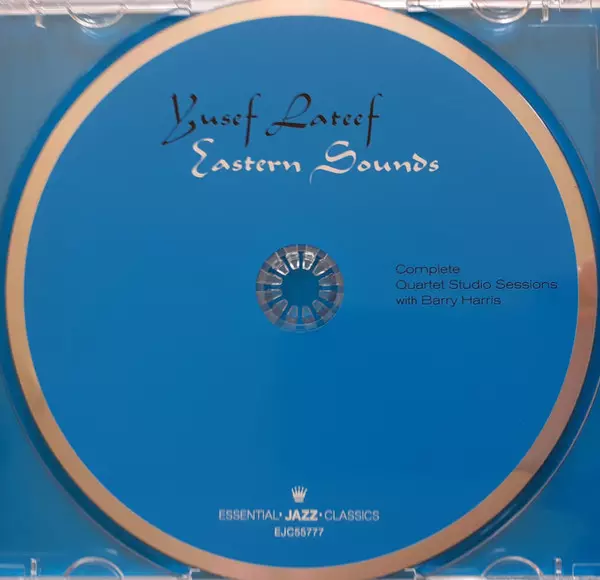 Yusef Lateef
Eastern Sounds
Complete
Quartet Studio Sessions
with Barry Harris
ESSENTIAL·JAZZ·CLASSICS
EJC55777